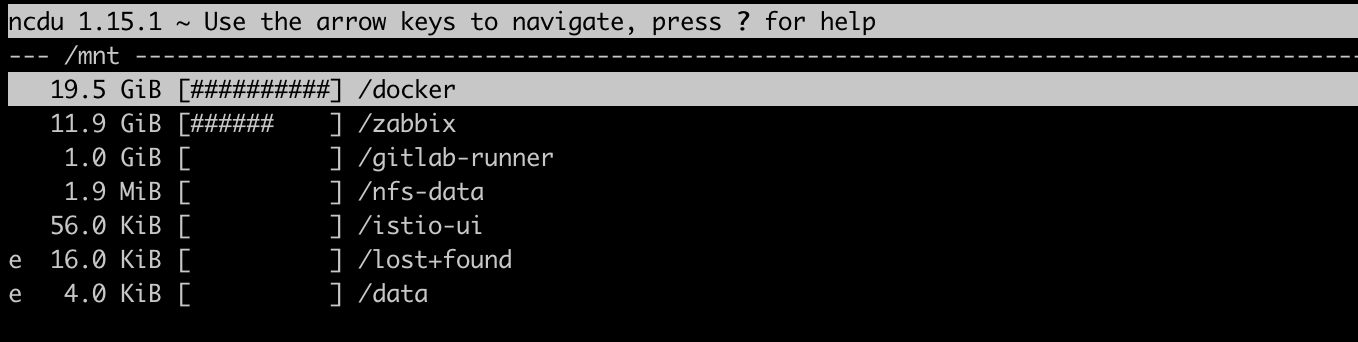 ncdu 1.15.1 ~ Use the arrow keys to navigate, press ? for help
--- /mnt ----------------------------------------------------------------------------------------
   19.5 GiB [##########] /docker
   11.9 GiB [######    ] /zabbix
    1.0 GiB [          ] /gitlab-runner
    1.9 MiB [          ] /nfs-data
   56.0 KiB [          ] /istio-ui
e  16.0 KiB [          ] /lost+found
e   4.0 KiB [          ] /data